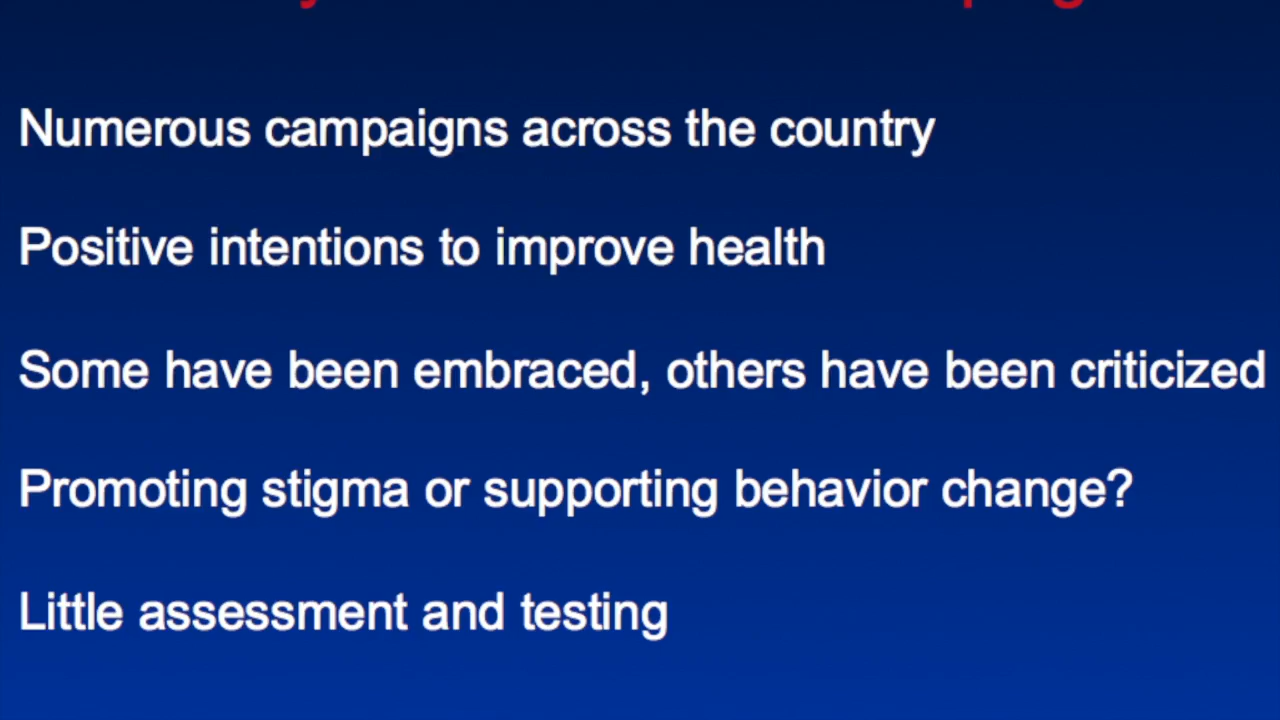 Numerous campaigns across the country
Positive intentions to improve health
Some have been embraced, others have been criticized
Promoting stigma or supporting behavior change?
Little assessment and testing